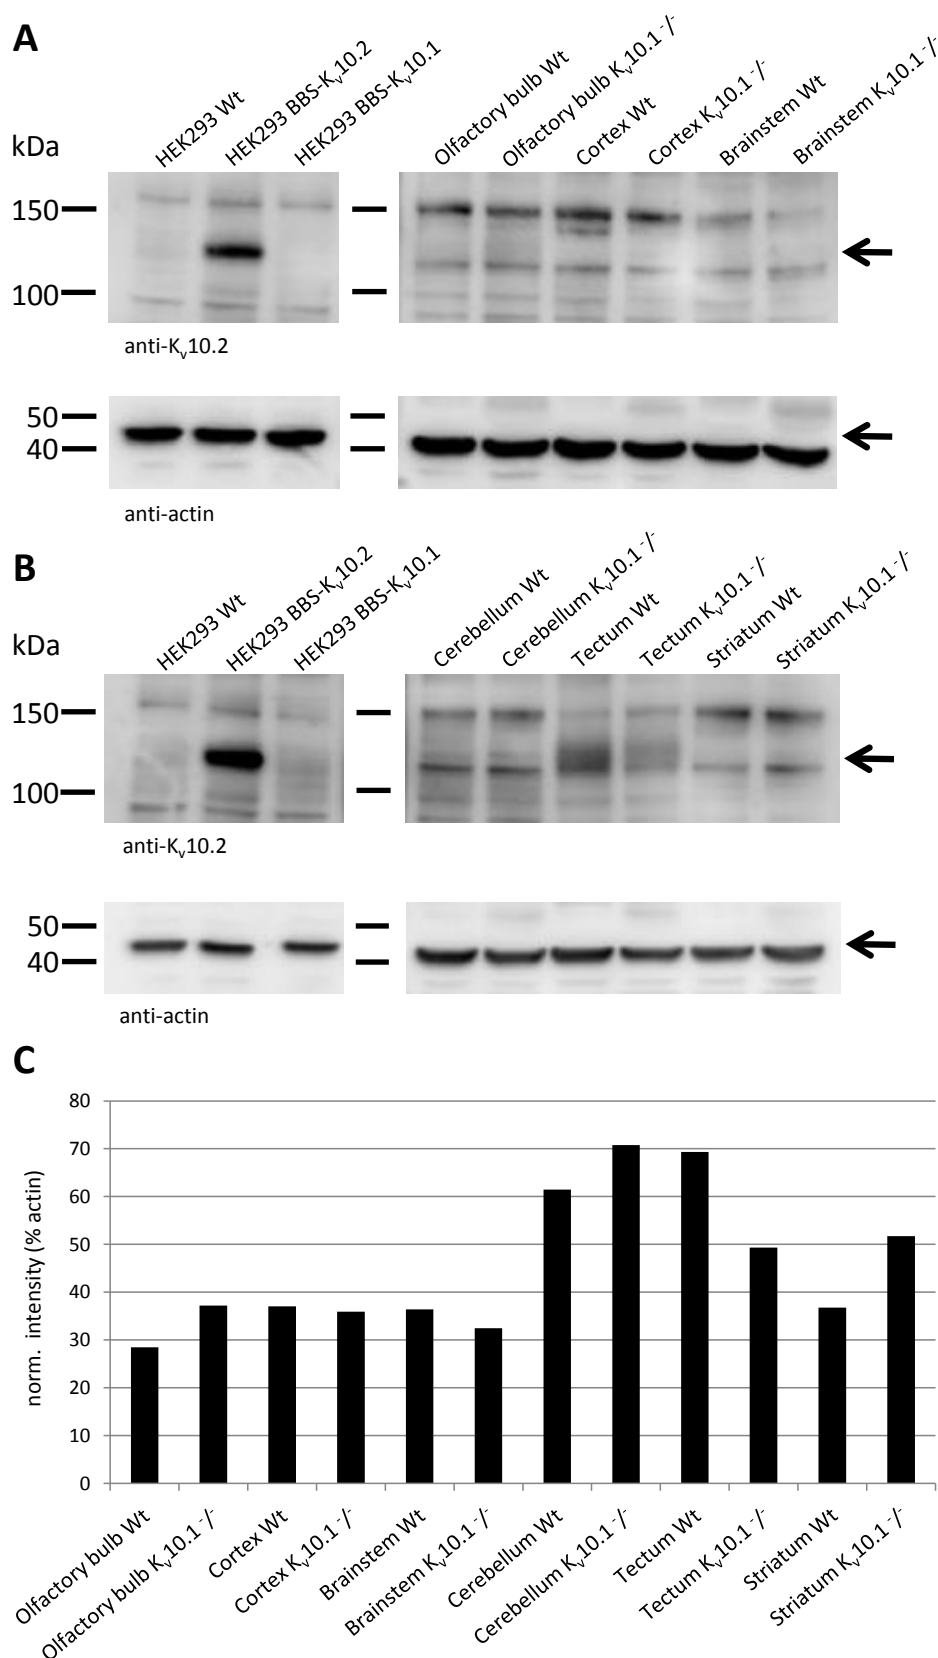 A
HEK293 Wt
HEK293 BBS-Kv10.2
HEK293 BBS-Kv10.1
Olfactory bulb Wt
Olfactory bulb Kv10.1 -/-
Cortex Wt
Cortex Kv10.1 -/-
Brainstem Wt
Brainstem Kv10.1 -/-
kDa
150
100
anti-Kv10.2
50
40
anti-actin
B
HEK293 Wt
HEK293 BBS-Kv10.2
HEK293 BBS-Kv10.1
Cerebellum Wt
Cerebellum Kv10.1 -/-
Tectum Wt
Tectum Kv10.1 -/-
Striatum Wt
Striatum Kv10.1 -/-
kDa
150
100
anti-Kv10.2
50
40
anti-actin
C
norm. intensity (% actin)
80
70
60
50
40
30
20
10
0
Olfactory bulb Wt
Olfactory bulb Kv10.1 -/-
Cortex Wt
Cortex Kv10.1 -/-
Brainstem Wt
Brainstem Kv10.1 -/-
Cerebellum Wt
Cerebellum Kv10.1 -/-
Tectum Wt
Tectum Kv10.1 -/-
Striatum Wt
Striatum Kv10.1 -/-